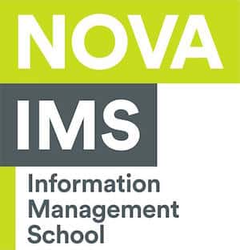 NOVA
IMS
Information
Management
School